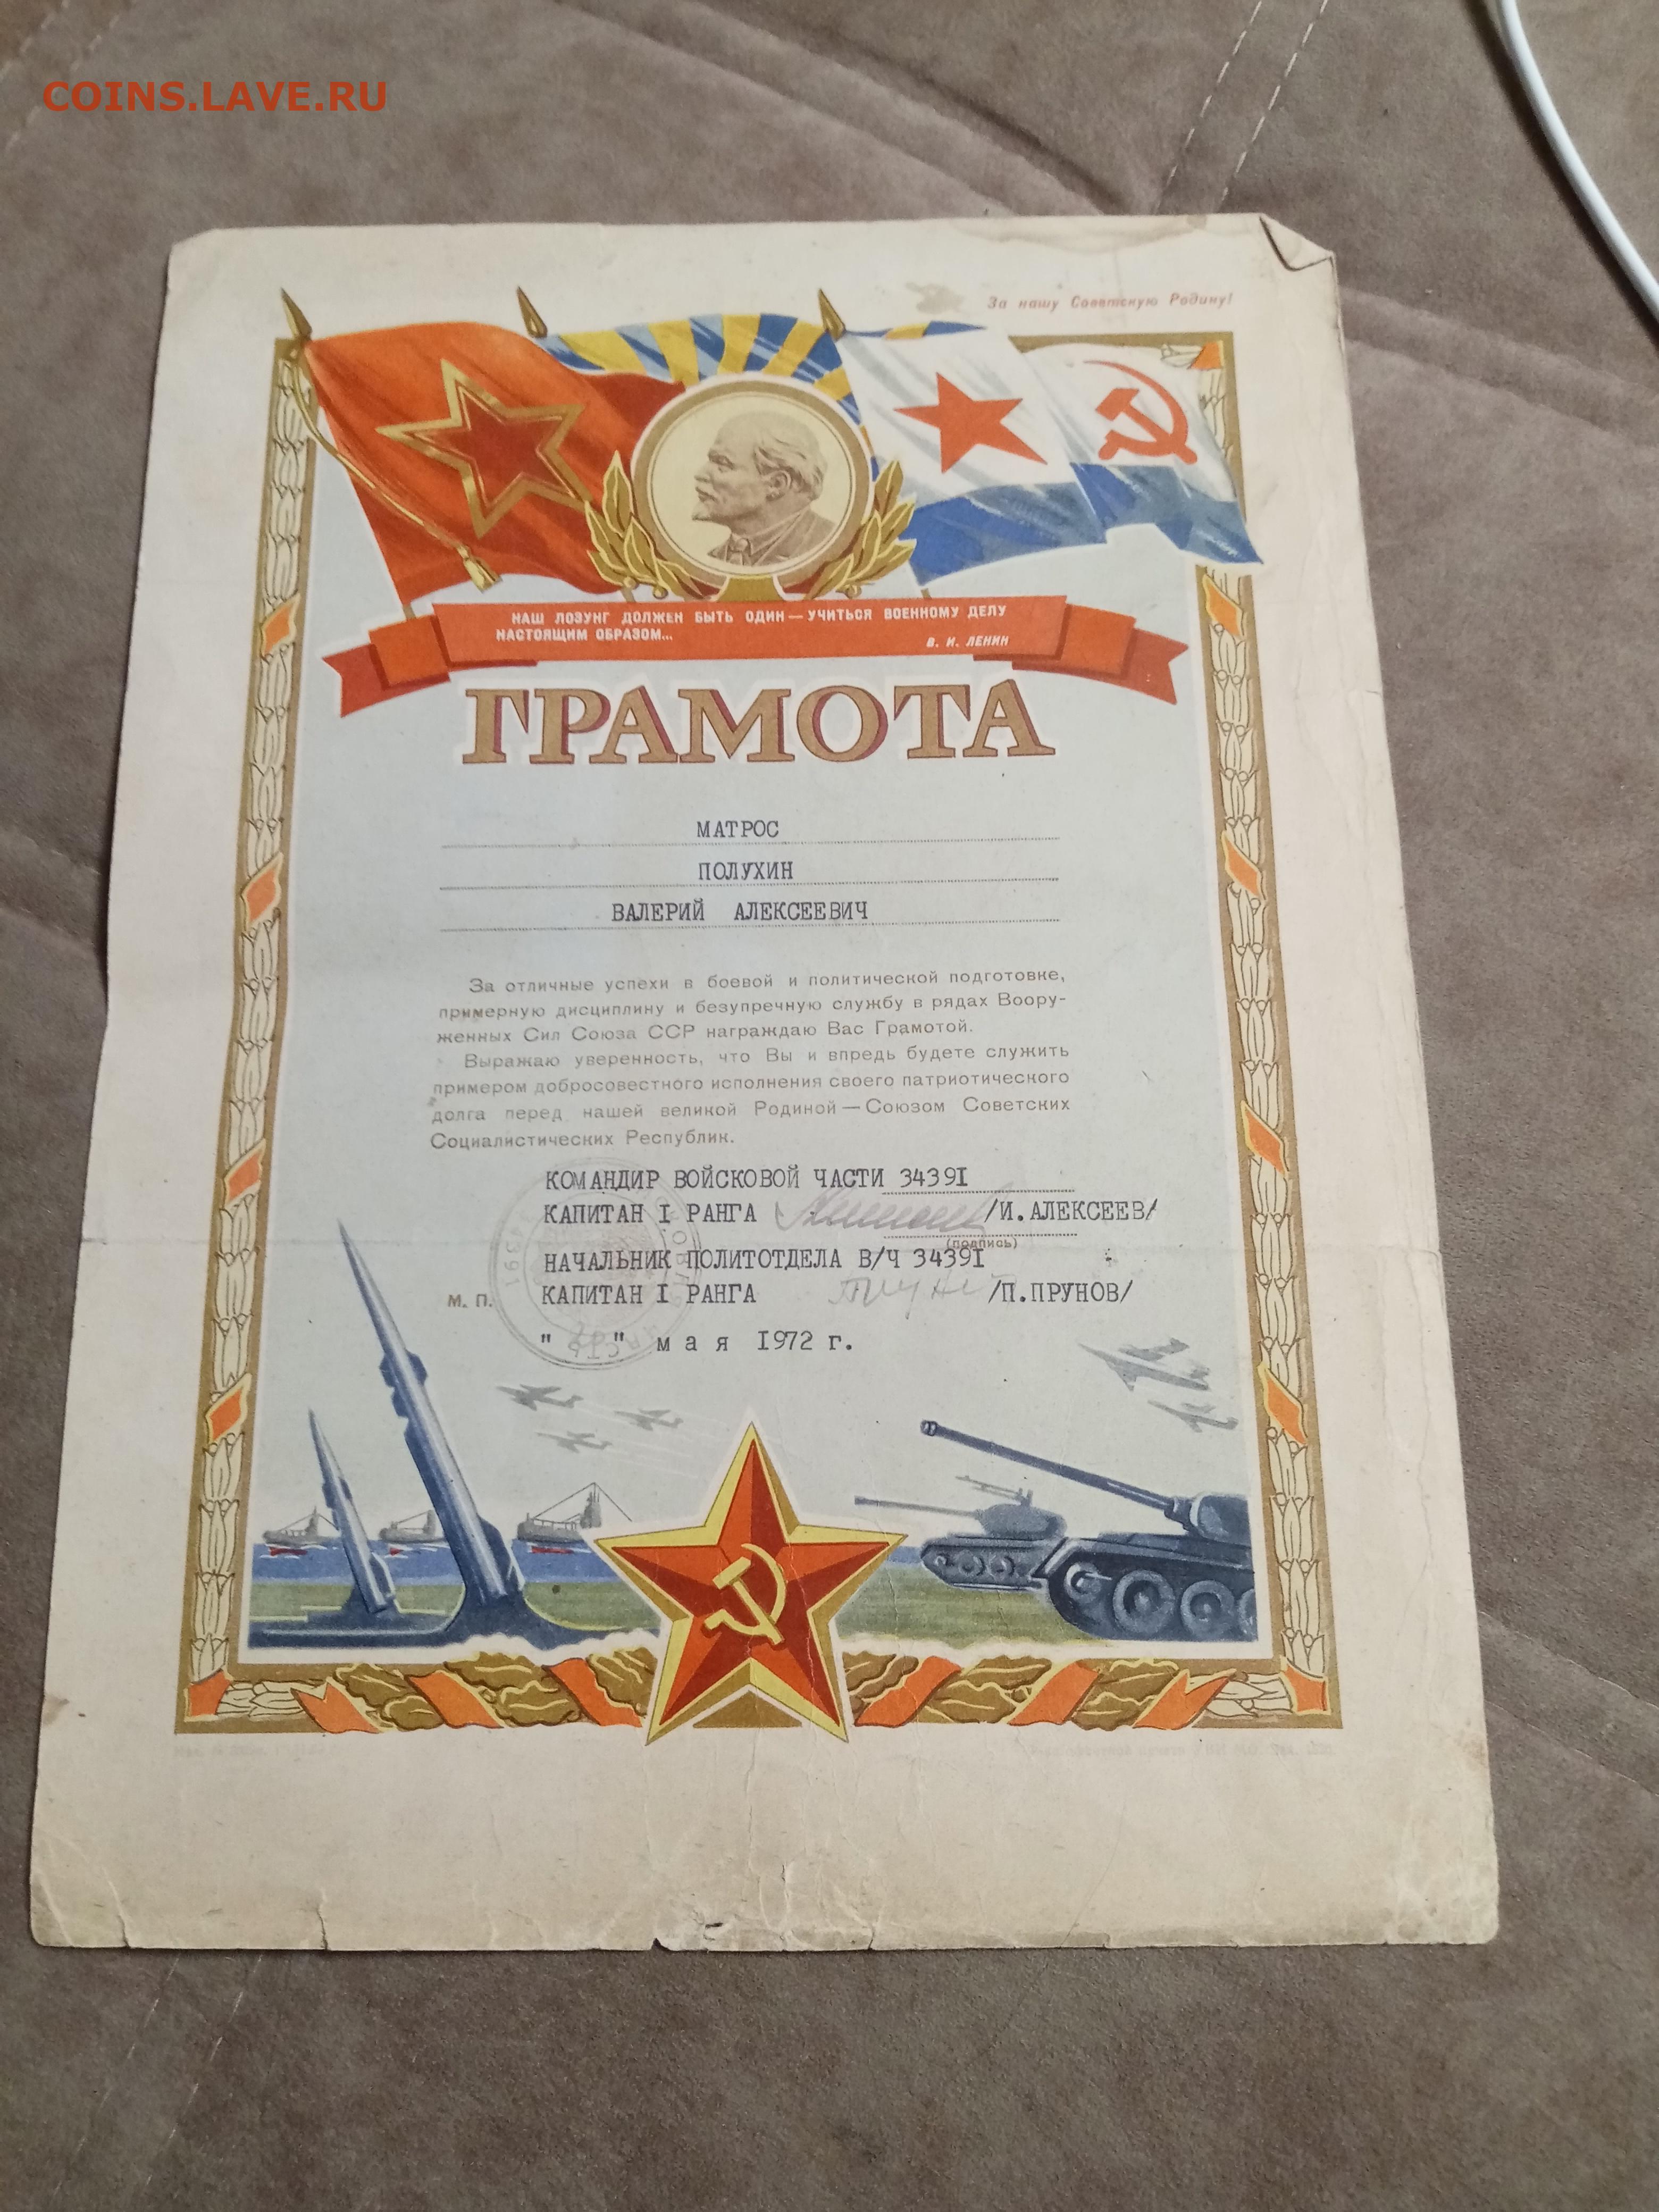 COINS.LAVE.RU
За нашу Советскую Родину!
НАШ ЛОЗУНГ ДОЛЖЕН БЫТЬ ОДИН — УЧИТЬСЯ ВОЕННОМУ ДЕЛУ
НАСТОЯЩИМ ОБРАЗОМ...
В. И. ЛЕНИН
ГРАМОТА
МАТРОС
ПОЛУХИН
ВАЛЕРИЙ АЛЕКСЕЕВИЧ
За отличные успехи в боевой и политической подготовке,
примерную дисциплину и безупречную службу в рядах Воору-
женных Сил Союза ССР награждаю Вас Грамотой.
Выражаю уверенность, что Вы и впредь будете служить
примером добросовестного исполнения своего патриотического
долга перед нашей великой Родиной — Союзом Советских
Социалистических Республик.
КОМАНДИР ВОЙСКОВОЙ ЧАСТИ 34391
КАПИТАН I РАНГА /И.АЛЕКСЕЕВ/
(подпись)
НАЧАЛЬНИК ПОЛИТОТДЕЛА В/Ч 34391
М. П. КАПИТАН I РАНГА /П.ПРУНОВ/
" " мая 1972 г.
34391